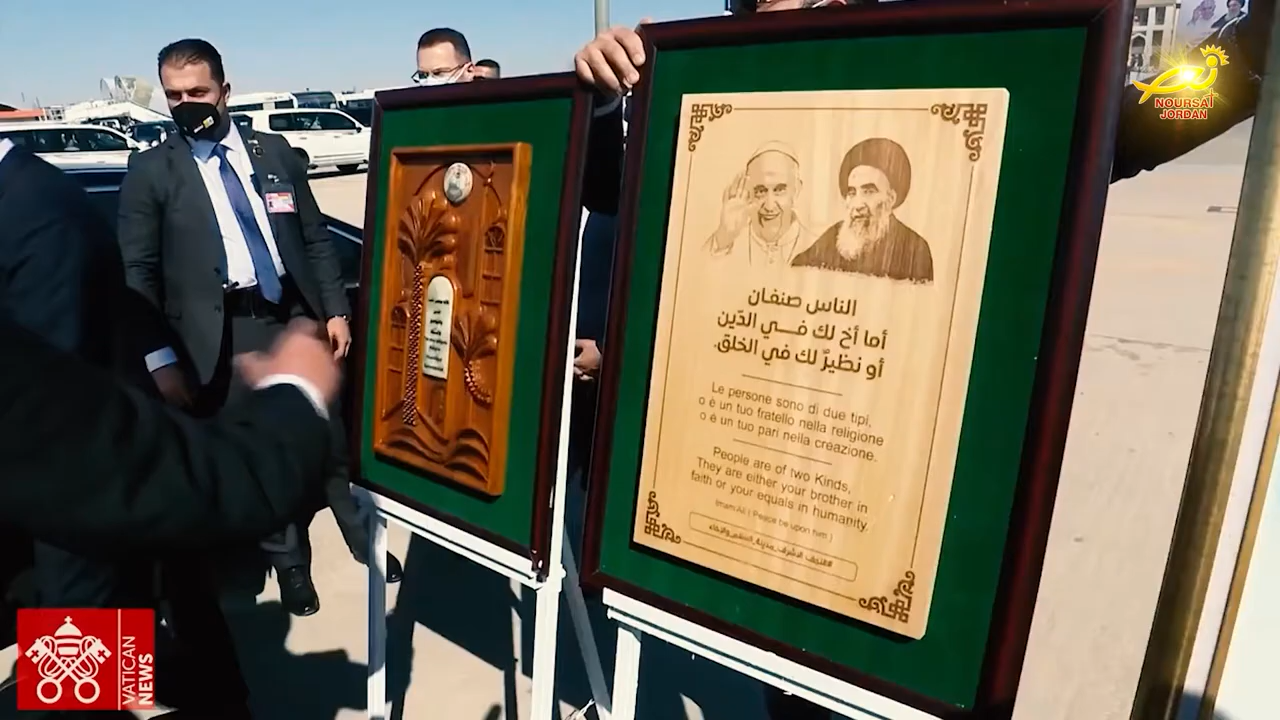 الناس صنفان
أما أخ لك في الدّين
أو نظيرٌ لك في الخلق.
Le persone sono di due tipi,
o è un tuo fratello nella religione
o è un tuo pari nella creazione.
People are of two Kinds,
They are either your brother in
faith or your equals in humanity.
Imam Ali ( Peace be upon him )
#النجف_الاشرف_مدينة_السلام_والإخاء
NOURSAT
JORDAN
VATICAN
NEWS